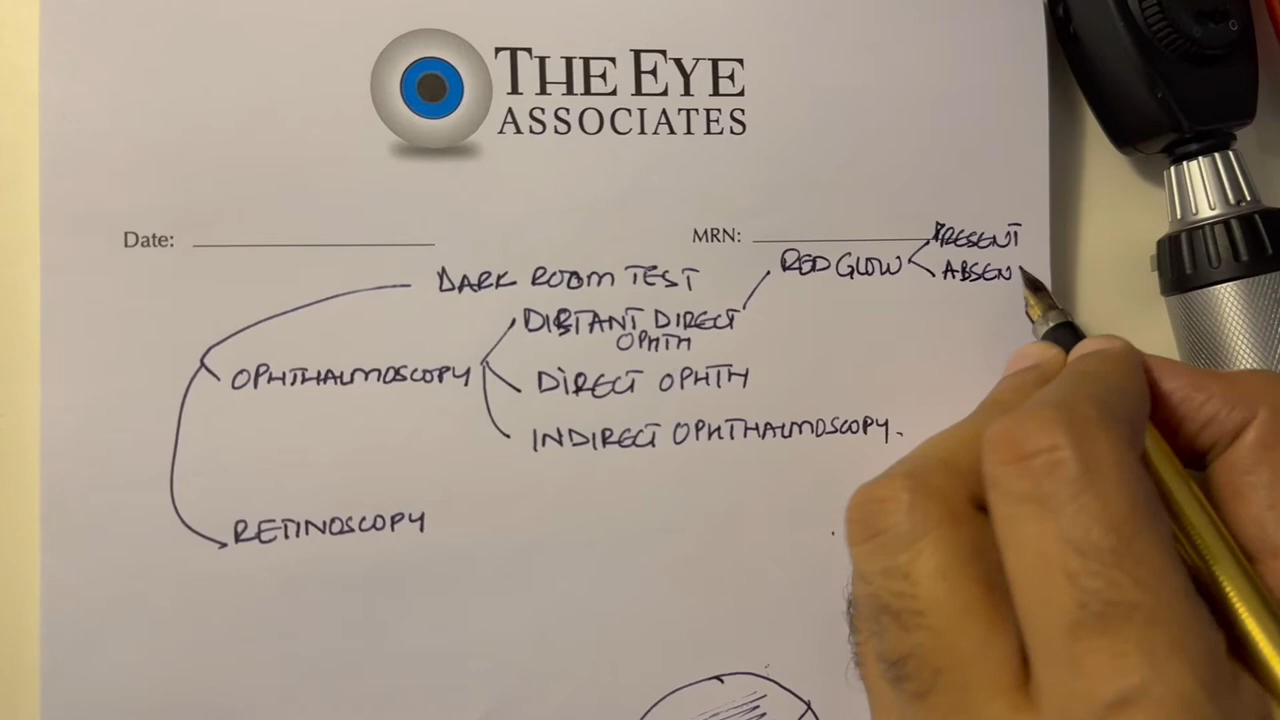 THE EYE
ASSOCIATES
Date:
MRN:
DARK ROOM TEST
RED GLOW
PRESENT
ABSEN
DISTANT DIRECT
OPHTH
OPHTHALMOSCOPY
DIRECT OPHTH
INDIRECT OPHTHALMOSCOPY.
RETINOSCOPY